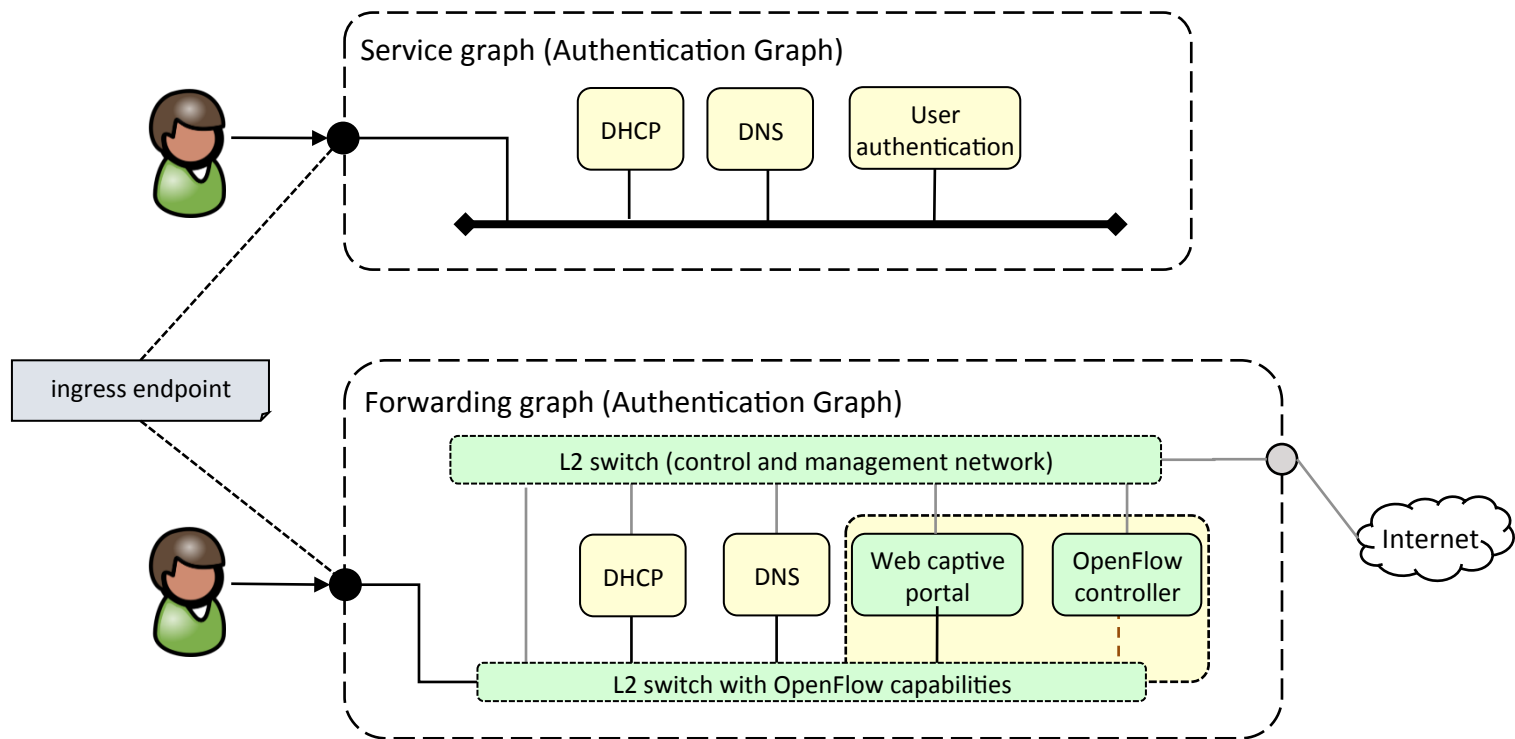 Service graph (Authentication Graph)
DHCP
DNS
User
authentication
ingress endpoint
Forwarding graph (Authentication Graph)
L2 switch (control and management network)
DHCP
DNS
Web captive
portal
OpenFlow
controller
Internet
L2 switch with OpenFlow capabilities